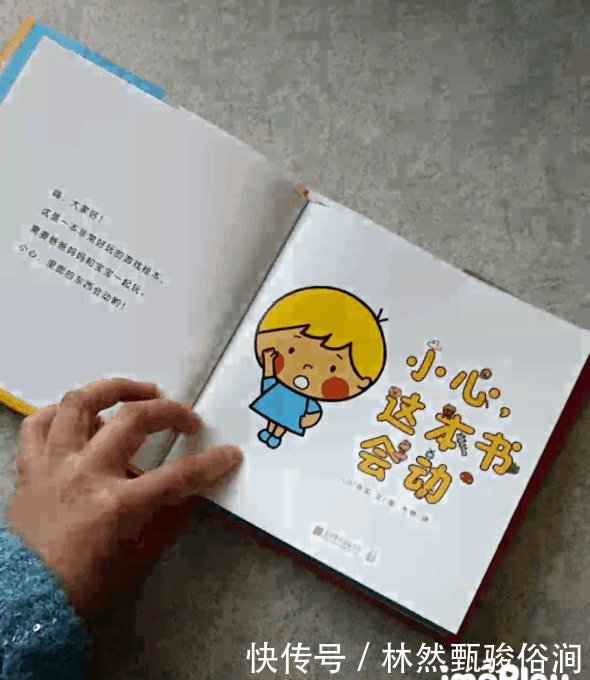 嗨，大家好！
这是一本非常好玩的游戏绘本，
需要爸爸妈妈和宝宝一起玩。
小心，里面的东西会动的！
小心，
这本书
会动
快传号 / 林然甄骏俗涧